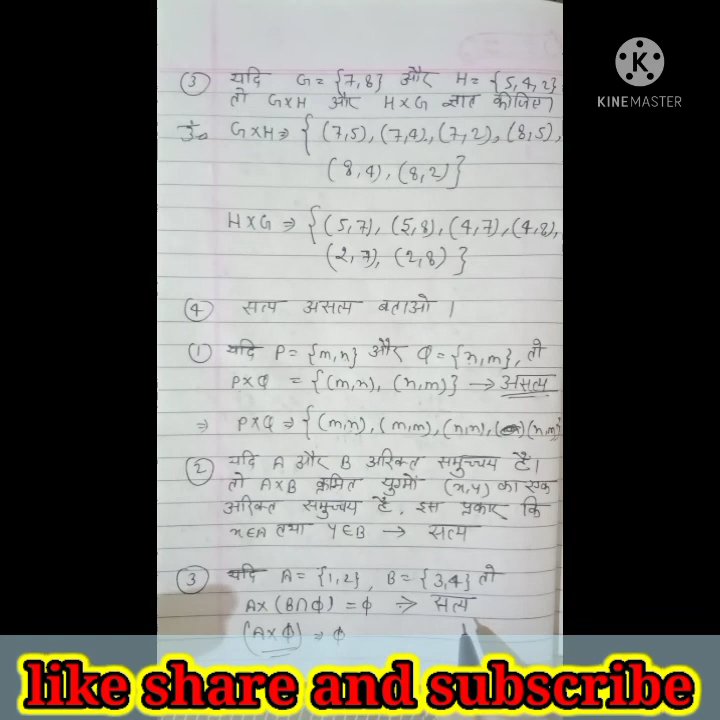 ③ यदि G = {7,8} और H = {5,4,2}
तो G×H और H×G ज्ञात कीजिए।
उ॰ G×H ⇒ { (7,5), (7,4), (7,2), (8,5),
(8,4), (8,2) }
H×G ⇒ { (5,7), (5,8), (4,7), (4,8),
(2,7), (2,8) }
④ सत्य असत्य बताओ।
① यदि P = {m,n} और Q = {n,m}, तो
P×Q = {(m,n), (n,m)} → असत्य
⇒ P×Q ⇒ { (m,n), (m,m), (n,n), (n,m)
② यदि A और B अरिक्त समुच्चय है।
तो A×B क्रमित युग्मों (x,y) का एक
अरिक्त समुच्चय है, इस प्रकार कि
x∈A तथा y∈B → सत्य
③ यदि A = {1,2}, B = {3,4} तो
A×(B∩ϕ) = ϕ ⇒ सत्य
(A×ϕ) ⇒ ϕ
KINEMASTER
like share and subscribe